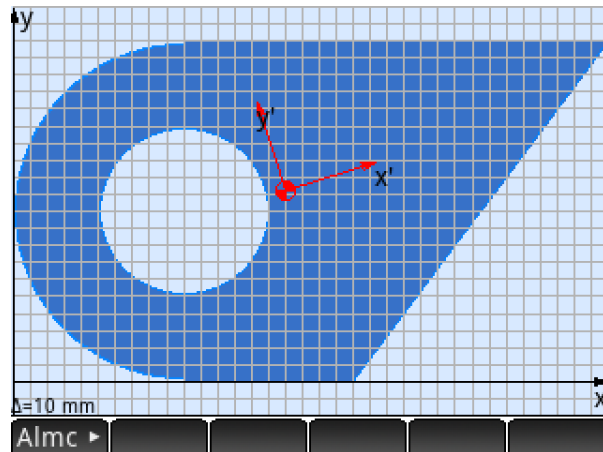 y
y'
x'
x
Δ=10 mm
Almc ▸